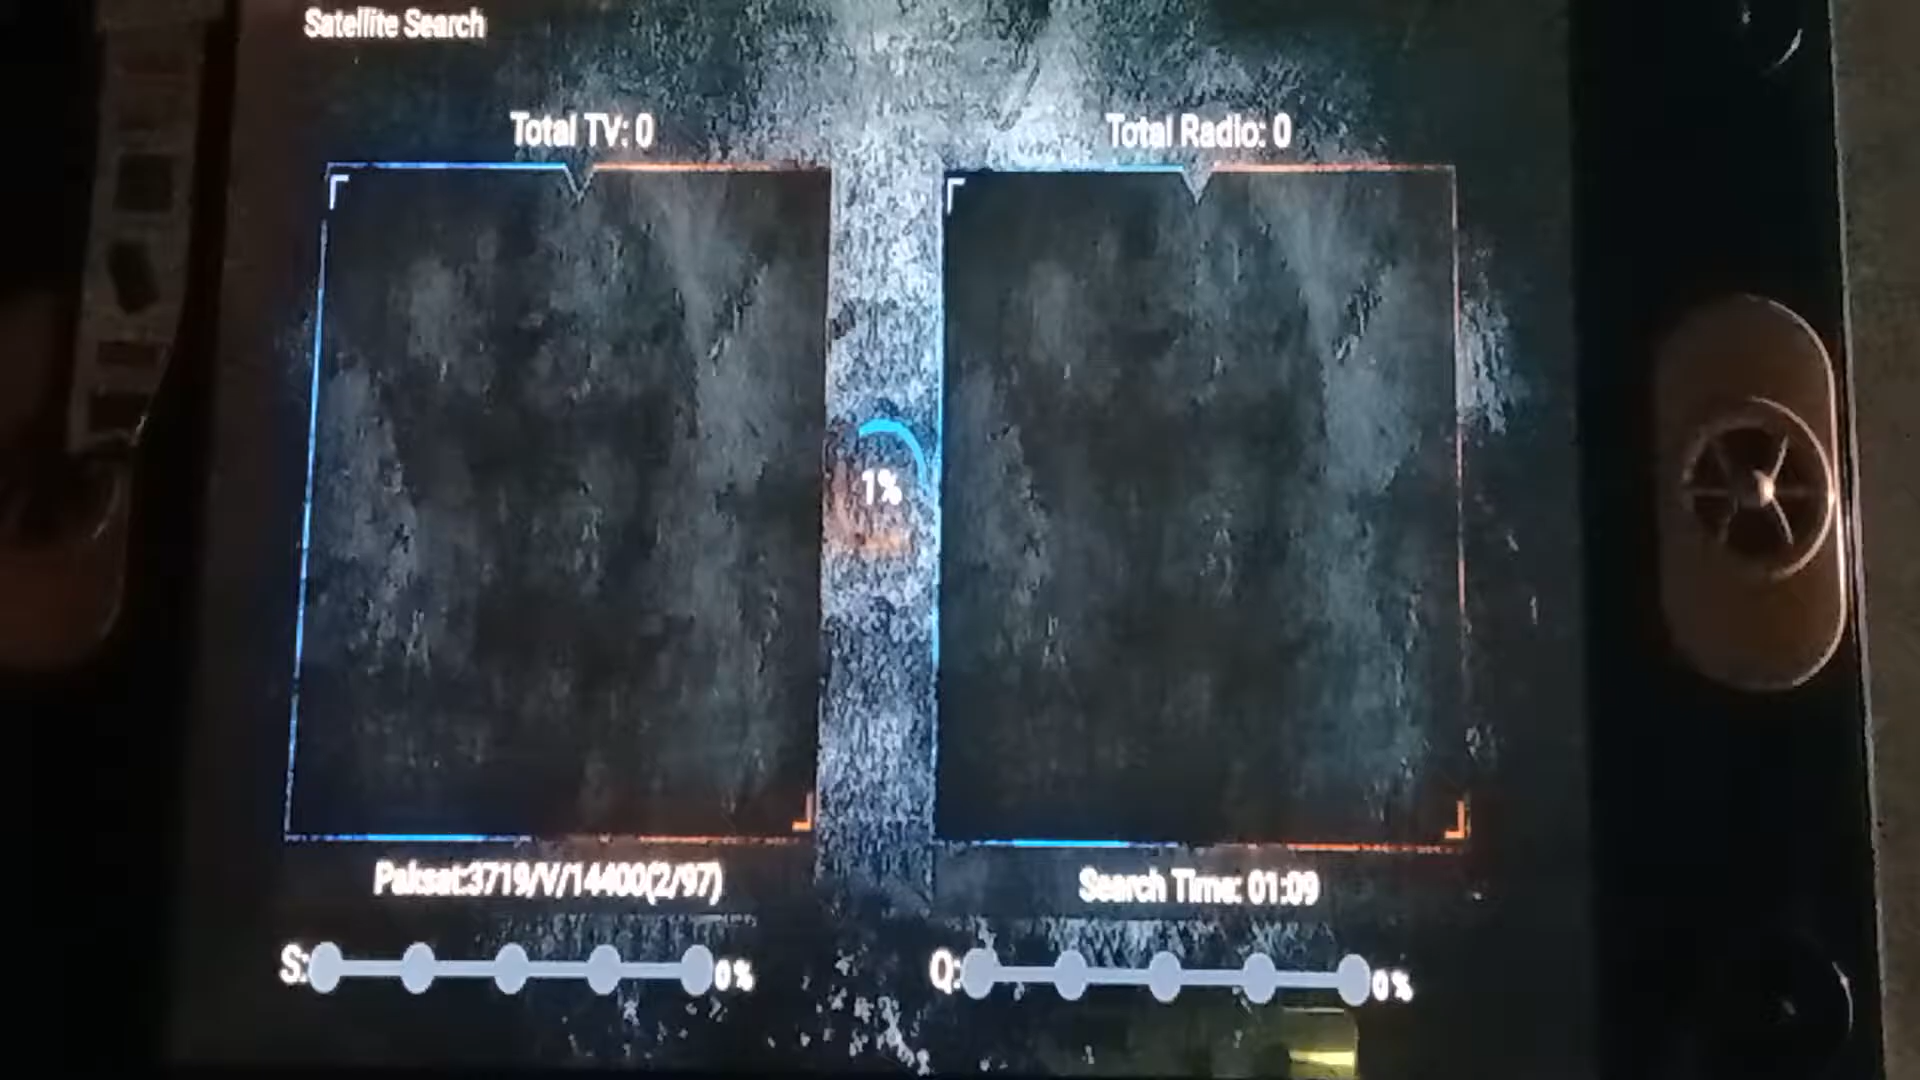 Satellite Search
Total TV: 0
Total Radio: 0
1%
Paksat:3719/V/14400(2/97)
Search Time: 01:09
S: 0%
Q: 0%